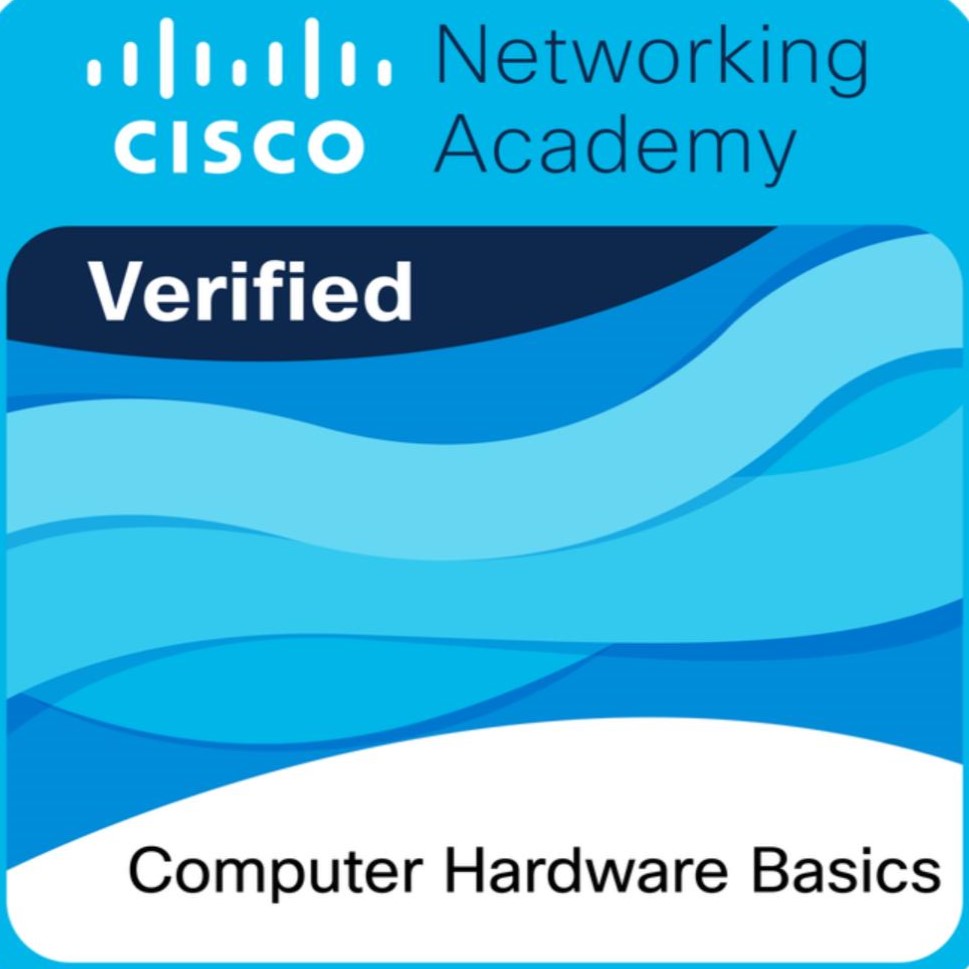 CISCO
Networking
Academy
Verified
Computer Hardware Basics